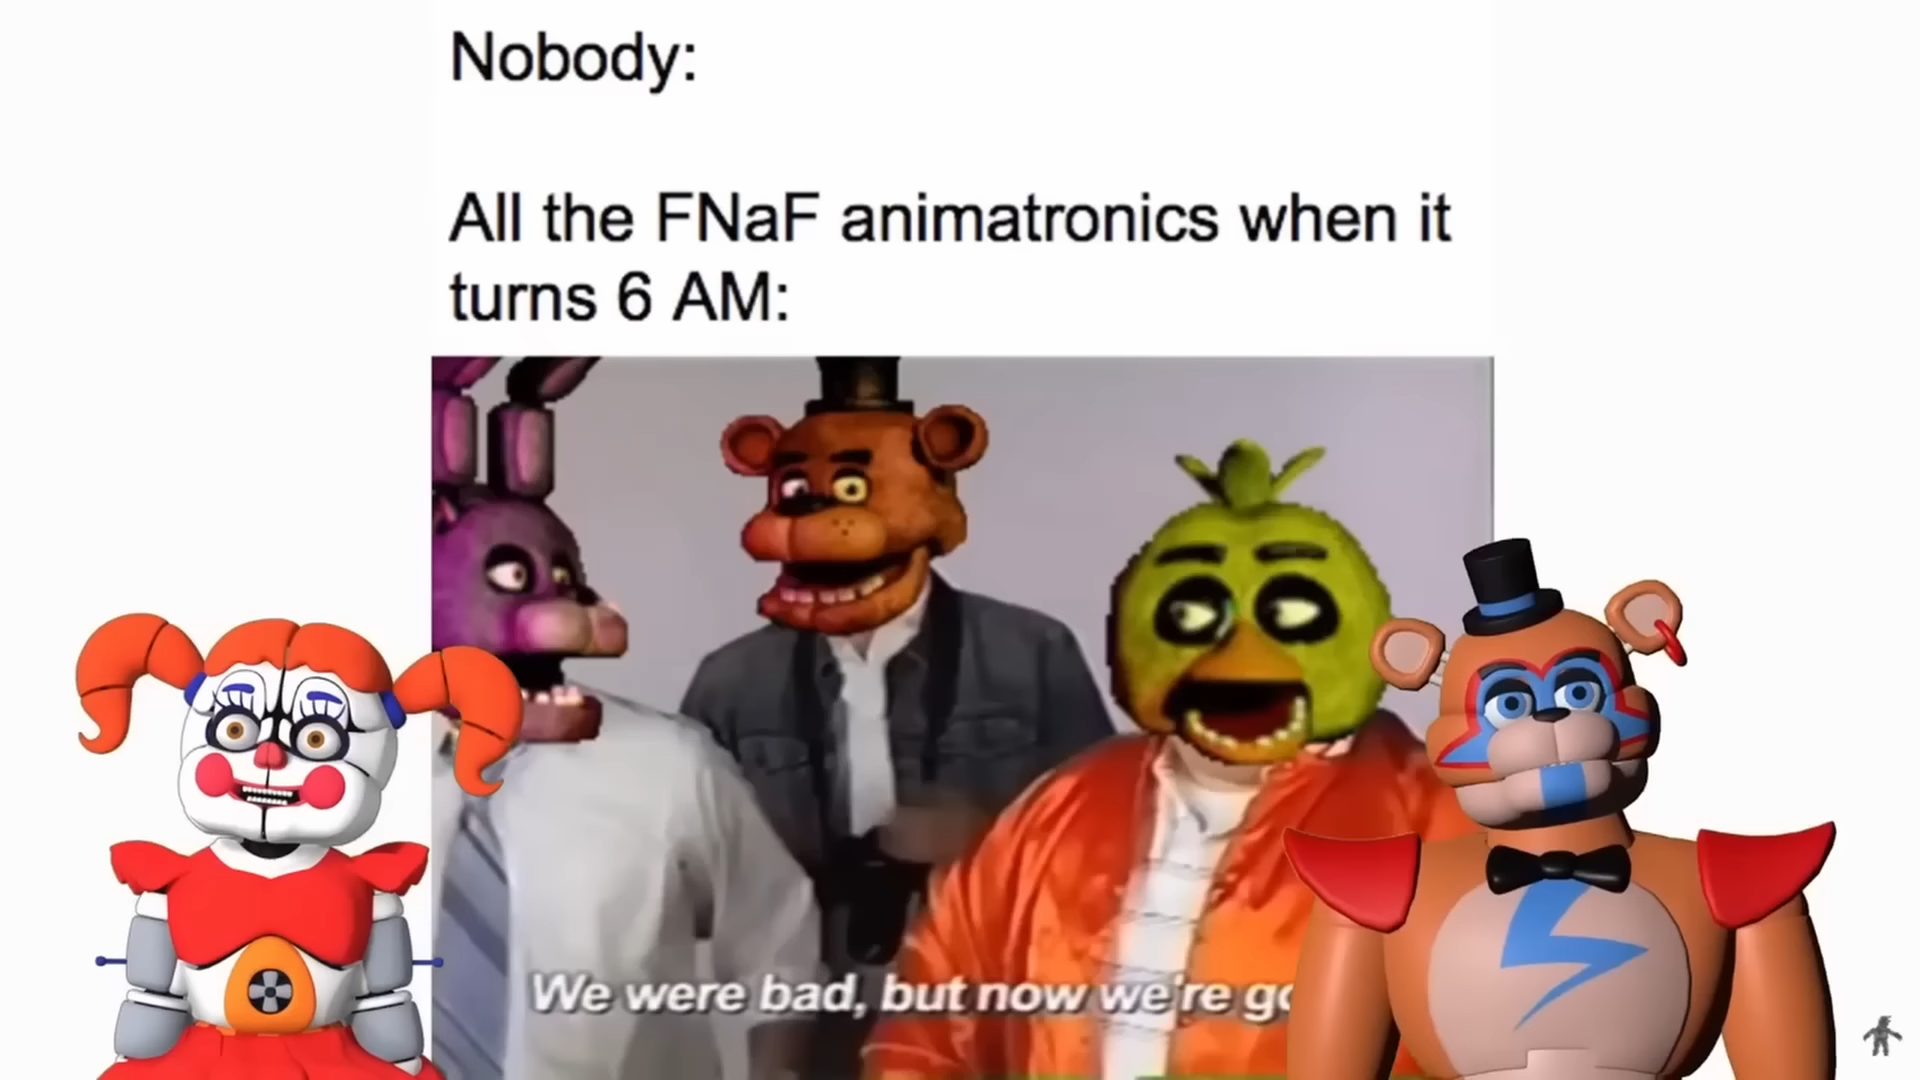 Nobody:
All the FNaF animatronics when it
turns 6 AM:
We were bad, but now we're